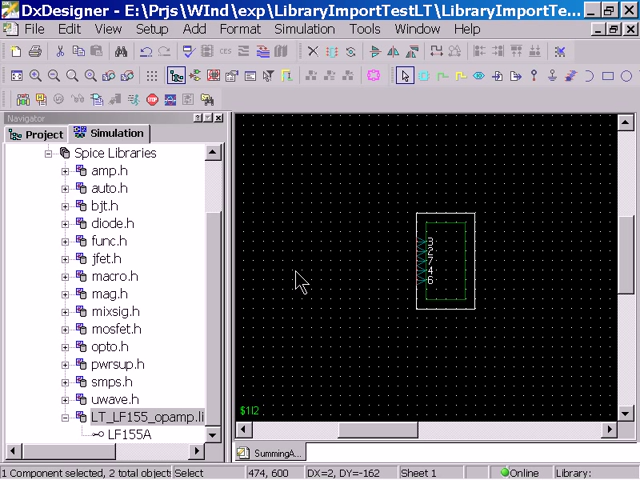 DxDesigner - E:\Prjs\WInd\exp\LibraryImportTestLT\LibraryImportTe...
File Edit View Setup Add Format Simulation Tools Window Help
Navigator
Project Simulation
Spice Libraries
amp.h
auto.h
bjt.h
diode.h
func.h
jfet.h
macro.h
mag.h
mixsig.h
mosfet.h
opto.h
pwrsup.h
smps.h
uwave.h
LT_LF155_opamp.li
LF155A
3
2
7
4
6
$1I2
SummingA...
1 Component selected, 2 total objects Select 474, 600 DX=2, DY=-162 Sheet 1 Online Library: